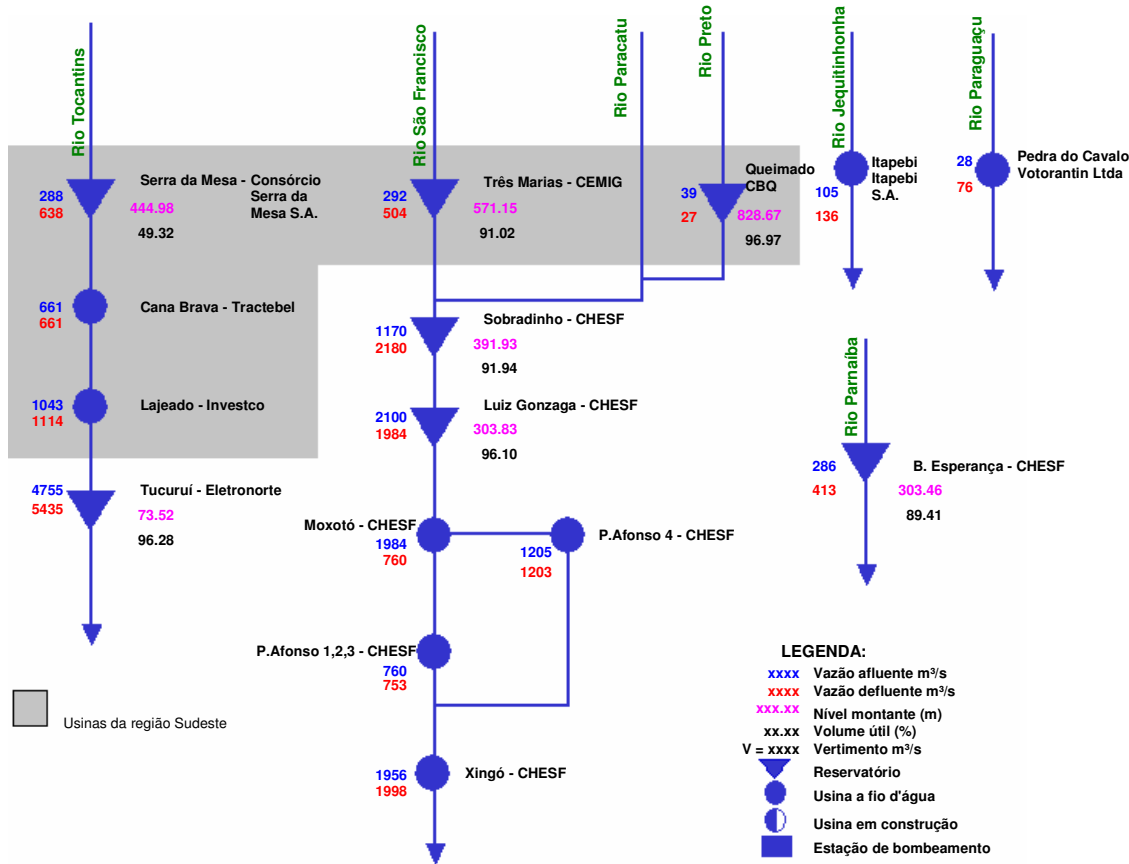 Rio Tocantins
Rio São Francisco
Rio Paracatu
Rio Preto
Rio Jequitinhonha
Rio Paraguaçu
288
638
Serra da Mesa - Consórcio
Serra da
Mesa S.A.
444.98
49.32
292
504
Três Marias - CEMIG
571.15
91.02
39
27
Queimado
CBQ
828.67
96.97
105
136
Itapebi
Itapebi
S.A.
28
76
Pedra do Cavalo
Votorantin Ltda
661
661
Cana Brava - Tractebel
1170
2180
Sobradinho - CHESF
391.93
91.94
1043
1114
Lajeado - Investco
2100
1984
Luiz Gonzaga - CHESF
303.83
96.10
Rio Parnaíba
286
413
B. Esperança - CHESF
303.46
89.41
4755
5435
Tucuruí - Eletronorte
73.52
96.28
Moxotó - CHESF
1984
760
P.Afonso 4 - CHESF
1205
1203
P.Afonso 1,2,3 - CHESF
760
753
Usinas da região Sudeste
1956
1998
Xingó - CHESF
LEGENDA:
xxxx Vazão afluente m³/s
xxxx Vazão defluente m³/s
xxx.xx Nível montante (m)
xx.xx Volume útil (%)
V = xxxx Vertimento m³/s
Reservatório
Usina a fio d'água
Usina em construção
Estação de bombeamento